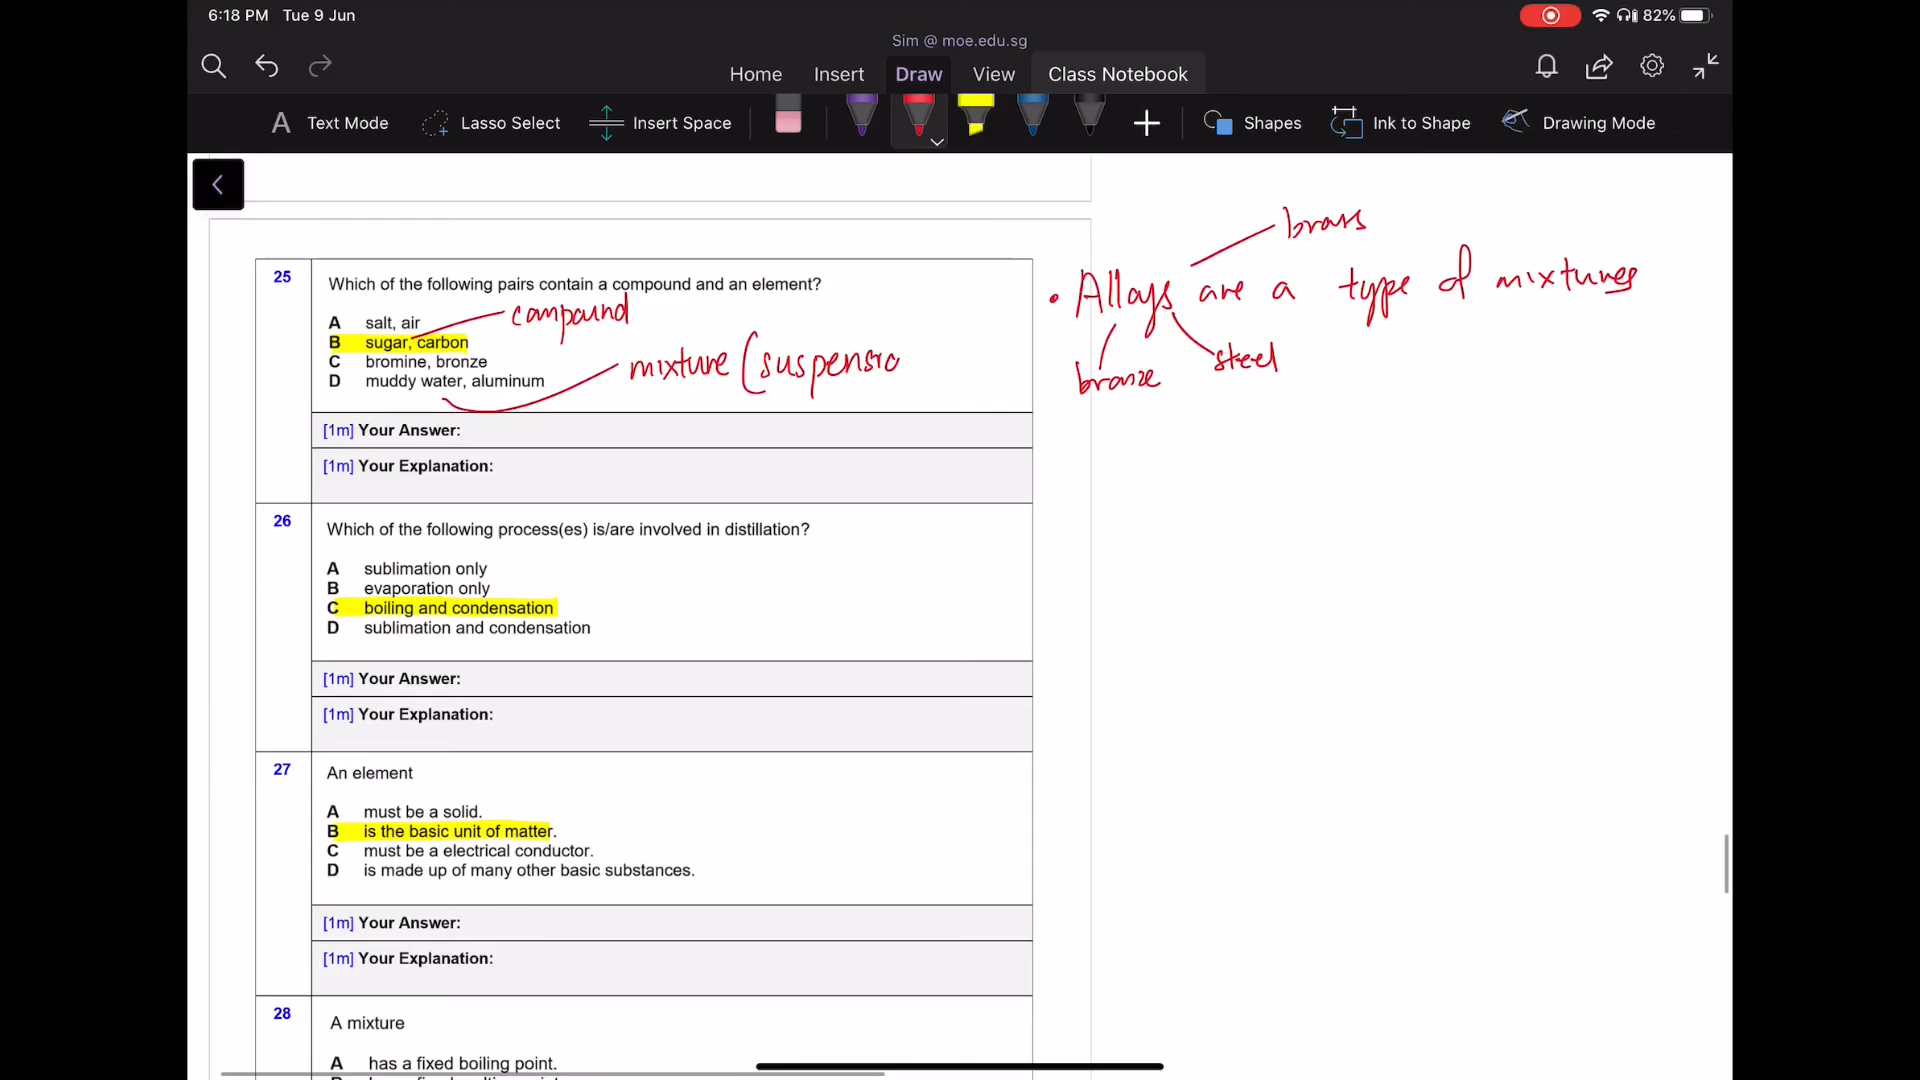 6:18 PM Tue 9 Jun
82%
Sim @ moe.edu.sg
Home Insert Draw View Class Notebook
Text Mode Lasso Select Insert Space Shapes Ink to Shape Drawing Mode
brass
• Alloys are a type of mixtures
bronze
steel
25
Which of the following pairs contain a compound and an element?
A salt, air
B sugar, carbon
C bromine, bronze
D muddy water, aluminum
compound
mixture (suspensio
[1m] Your Answer:
[1m] Your Explanation:
26
Which of the following process(es) is/are involved in distillation?
A sublimation only
B evaporation only
C boiling and condensation
D sublimation and condensation
[1m] Your Answer:
[1m] Your Explanation:
27
An element
A must be a solid.
B is the basic unit of matter.
C must be a electrical conductor.
D is made up of many other basic substances.
[1m] Your Answer:
[1m] Your Explanation:
28
A mixture
A has a fixed boiling point.